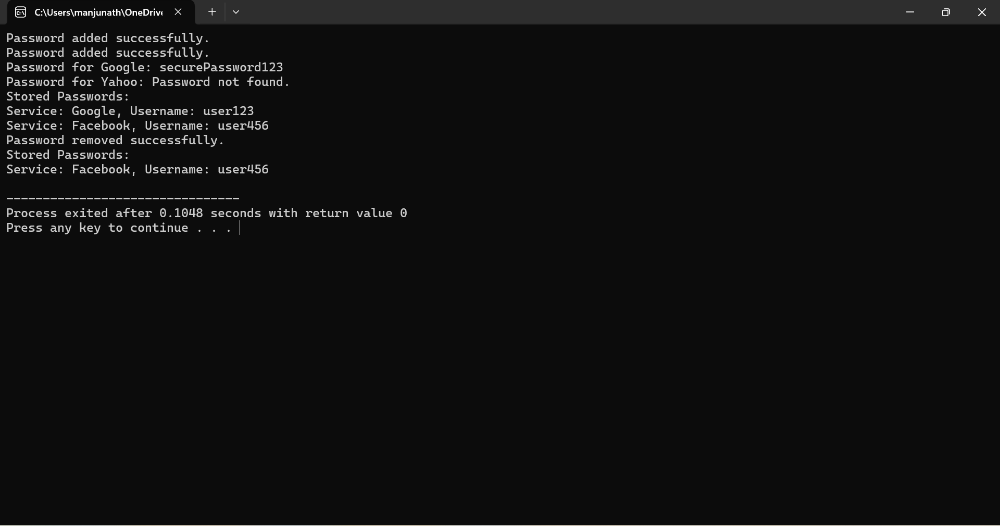 C:\Users\manjunath\OneDrive
Password added successfully.
Password added successfully.
Password for Google: securePassword123
Password for Yahoo: Password not found.
Stored Passwords:
Service: Google, Username: user123
Service: Facebook, Username: user456
Password removed successfully.
Stored Passwords:
Service: Facebook, Username: user456
--------------------------------
Process exited after 0.1048 seconds with return value 0
Press any key to continue . . .